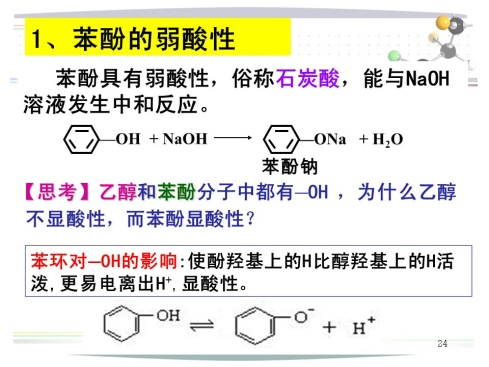 1、苯酚的弱酸性
苯酚具有弱酸性，俗称石炭酸，能与NaOH
溶液发生中和反应。
—OH + NaOH ⟶ —ONa + H₂O
苯酚钠
【思考】乙醇和苯酚分子中都有—OH ，为什么乙醇
不显酸性，而苯酚显酸性？
苯环对—OH的影响:使酚羟基上的H比醇羟基上的H活
泼,更易电离出H⁺,显酸性。
OH ⇌ O⁻ + H⁺
24